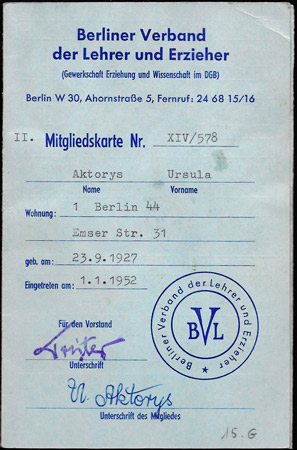 Berliner Verband
der Lehrer und Erzieher
(Gewerkschaft Erziehung und Wissenschaft im DGB)
Berlin W 30, Ahornstraße 5, Fernruf: 24 68 15/16
II. Mitgliedskarte Nr. XIV/578
Aktorys Ursula
Name Vorname
Wohnung: 1 Berlin 44
Emser Str. 31
geb. am: 23.9.1927
Eingetreten am: 1.1.1952
Für den Vorstand
Unterschrift
Berliner Verband der Lehrer und Erzieher
BVL
U. Aktorys
Unterschrift des Mitgliedes
15.G